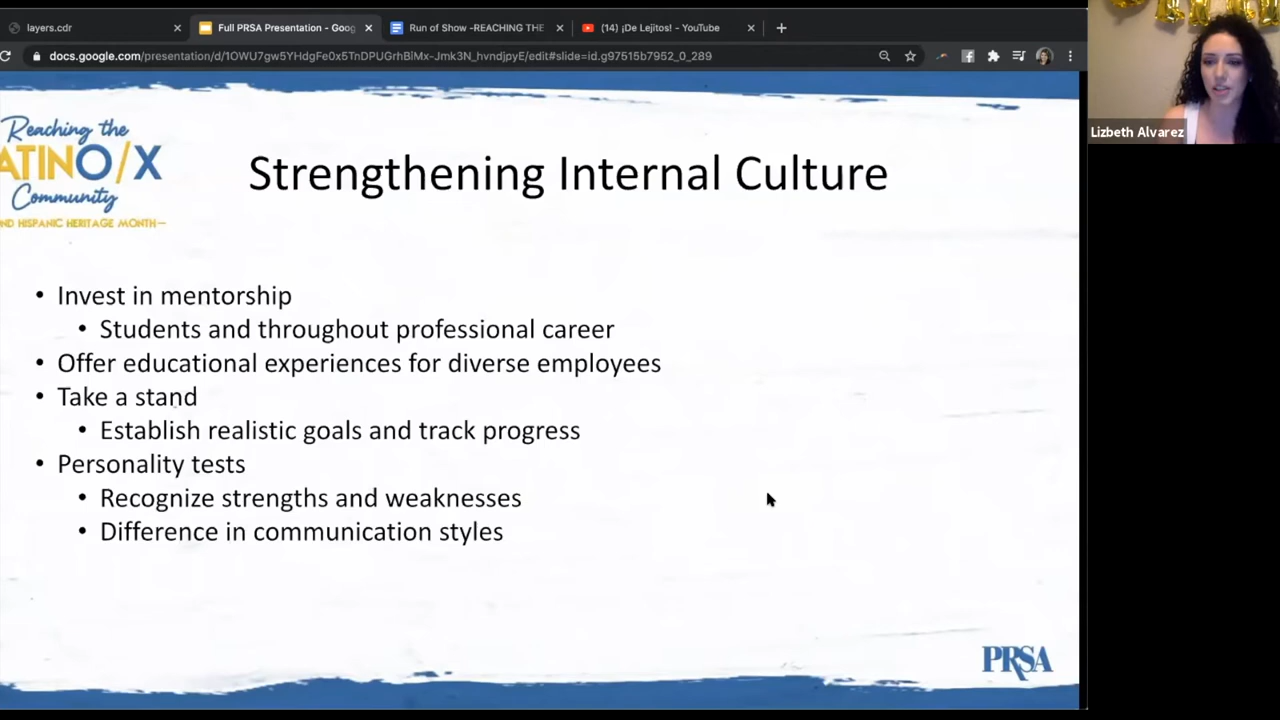 layers.cdr
Full PRSA Presentation - Goog
Run of Show -REACHING THE
(14) ¡De Lejitos! - YouTube
docs.google.com/presentation/d/1OWU7gw5YHdgFe0x5TnDPUGrhBiMx-Jmk3N_hvndjpyE/edit#slide=id.g97515b7952_0_289
Lizbeth Alvarez
Reaching the
ATINO/X
Community
ND HISPANIC HERITAGE MONTH—
Strengthening Internal Culture
• Invest in mentorship
• Students and throughout professional career
• Offer educational experiences for diverse employees
• Take a stand
• Establish realistic goals and track progress
• Personality tests
• Recognize strengths and weaknesses
• Difference in communication styles
PRSA